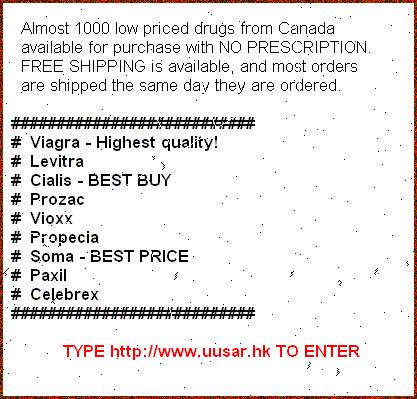 Almost 1000 low priced drugs from Canada
available for purchase with NO PRESCRIPTION.
FREE SHIPPING is available, and most orders
are shipped the same day they are ordered.
##########################
# Viagra - Highest quality!
# Levitra
# Cialis - BEST BUY
# Prozac
# Vioxx
# Propecia
# Soma - BEST PRICE
# Paxil
# Celebrex
##########################
TYPE http://www.uusar.hk TO ENTER